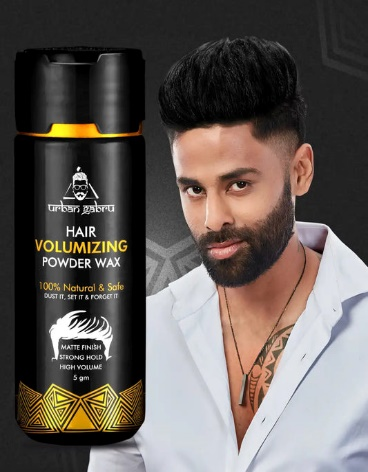 urban gabru
HAIR
VOLUMIZING
POWDER WAX
100% Natural & Safe
DUST IT, SET IT & FORGET IT
MATTE FINISH
STRONG HOLD
HIGH VOLUME
5 gm